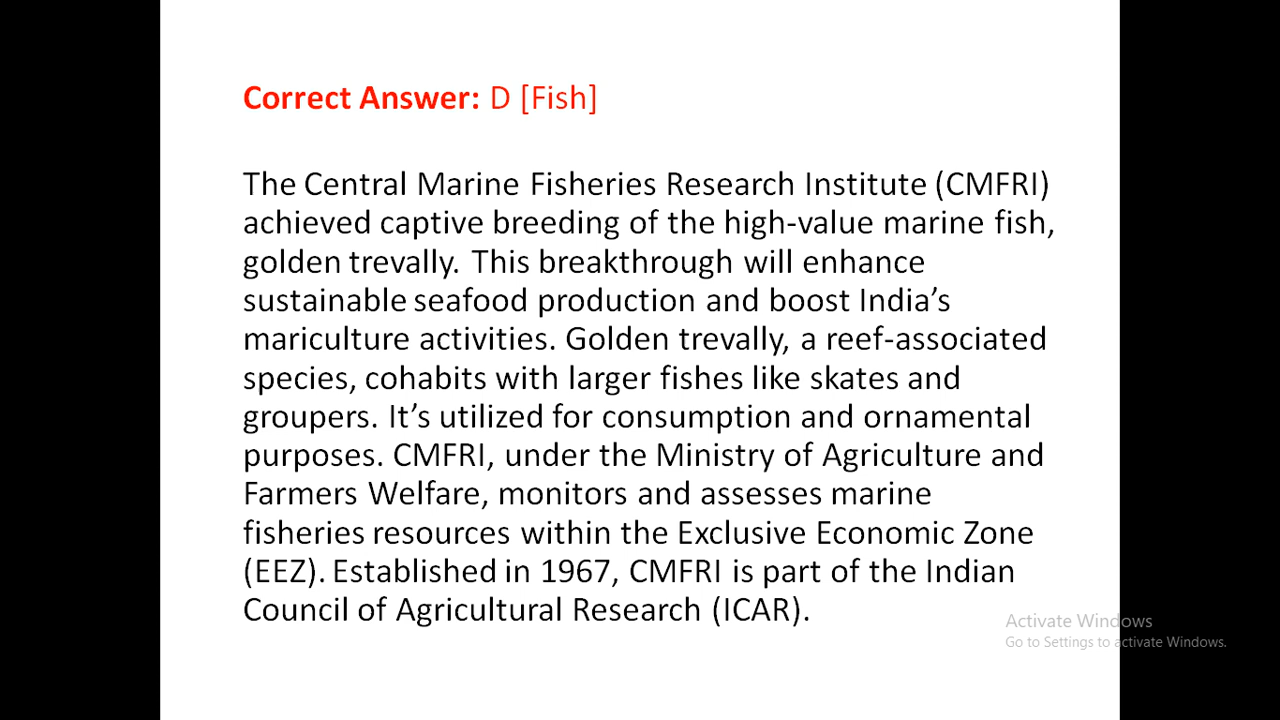 Correct Answer: D [Fish]
The Central Marine Fisheries Research Institute (CMFRI)
achieved captive breeding of the high-value marine fish,
golden trevally. This breakthrough will enhance
sustainable seafood production and boost India’s
mariculture activities. Golden trevally, a reef-associated
species, cohabits with larger fishes like skates and
groupers. It’s utilized for consumption and ornamental
purposes. CMFRI, under the Ministry of Agriculture and
Farmers Welfare, monitors and assesses marine
fisheries resources within the Exclusive Economic Zone
(EEZ). Established in 1967, CMFRI is part of the Indian
Council of Agricultural Research (ICAR).
Activate Windows
Go to Settings to activate Windows.